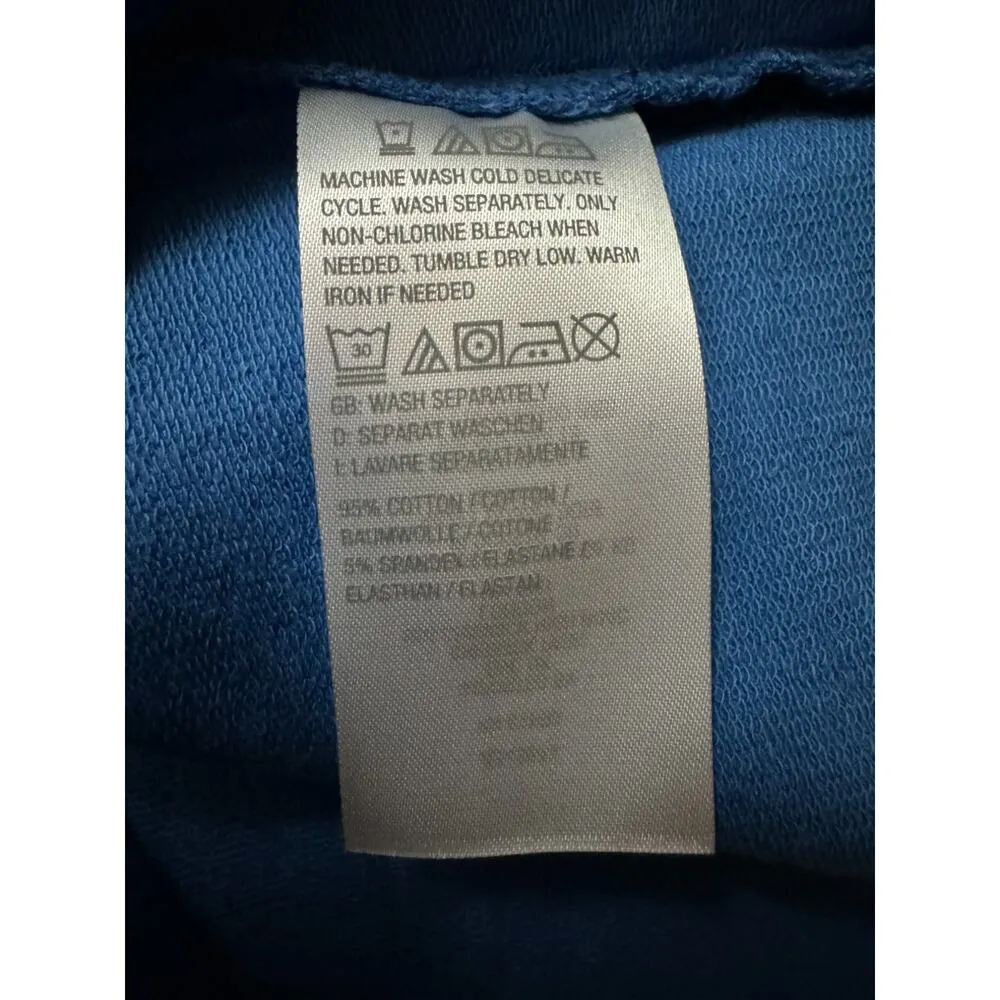 MACHINE WASH COLD DELICATE
CYCLE. WASH SEPARATELY. ONLY
NON-CHLORINE BLEACH WHEN
NEEDED. TUMBLE DRY LOW. WARM
IRON IF NEEDED
30
GB: WASH SEPARATELY
D: SEPARAT WASCHEN
I: LAVARE SEPARATAMENTE
95% COTTON / COTTON /
BAUMWOLLE / COTONE
5% SPANDEX / ELASTANE /
ELASTHAN / ELASTAN